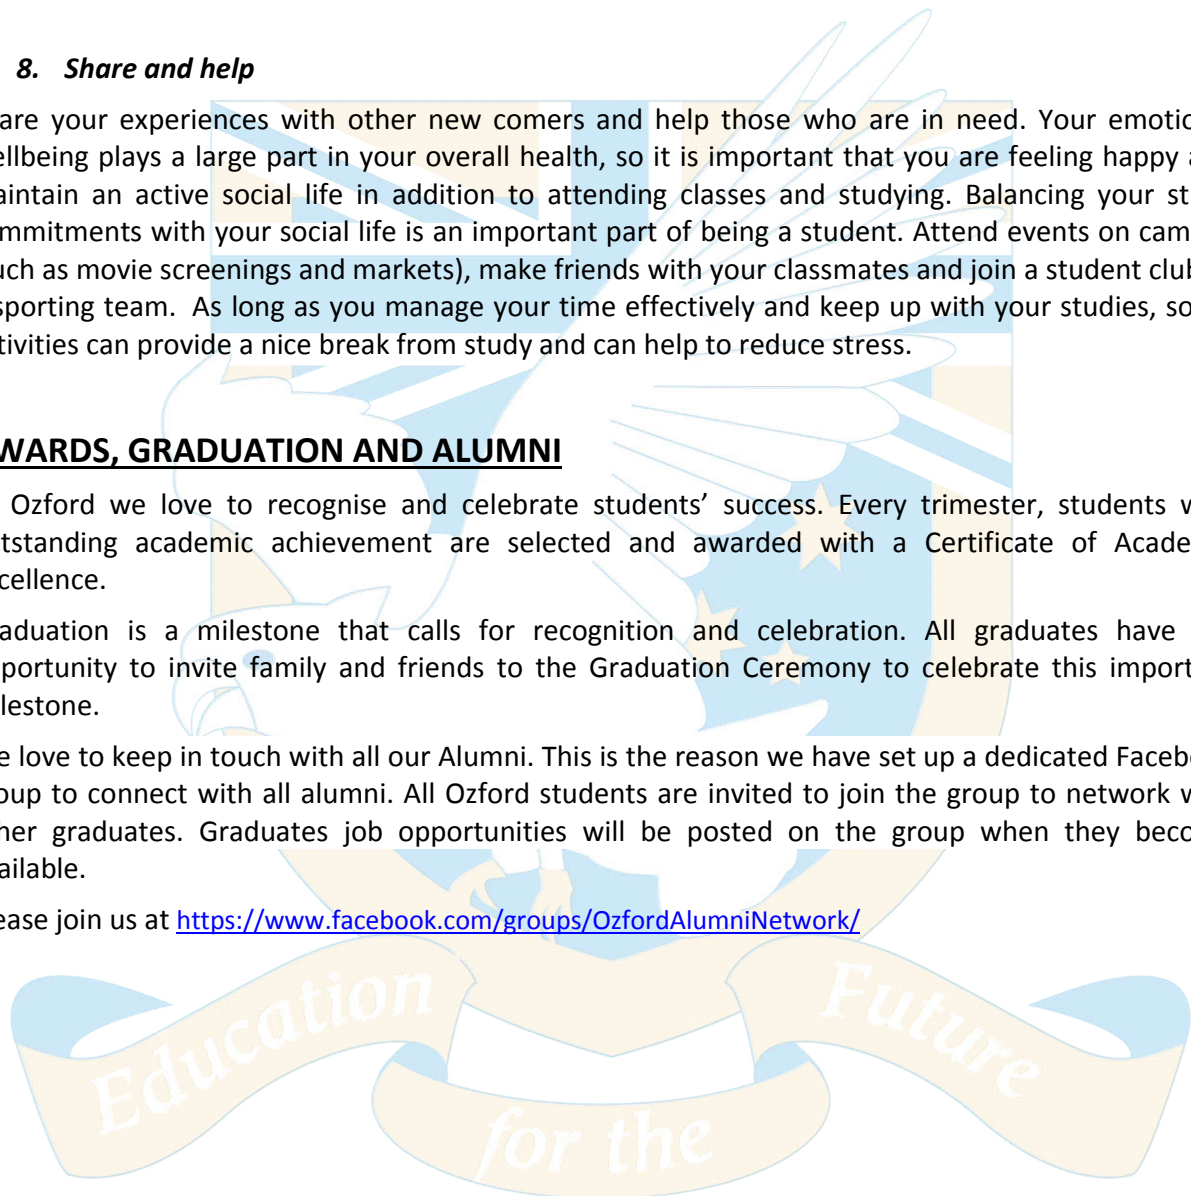 8. Share and help
are your experiences with other new comers and help those who are in need. Your emotio
ellbeing plays a large part in your overall health, so it is important that you are feeling happy a
aintain an active social life in addition to attending classes and studying. Balancing your st
mmitments with your social life is an important part of being a student. Attend events on cam
uch as movie screenings and markets), make friends with your classmates and join a student club
sporting team. As long as you manage your time effectively and keep up with your studies, so
tivities can provide a nice break from study and can help to reduce stress.
WARDS, GRADUATION AND ALUMNI
Ozford we love to recognise and celebrate students’ success. Every trimester, students w
tstanding academic achievement are selected and awarded with a Certificate of Acade
cellence.
aduation is a milestone that calls for recognition and celebration. All graduates have
portunity to invite family and friends to the Graduation Ceremony to celebrate this import
lestone.
e love to keep in touch with all our Alumni. This is the reason we have set up a dedicated Facebo
oup to connect with all alumni. All Ozford students are invited to join the group to network w
her graduates. Graduates job opportunities will be posted on the group when they beco
ailable.
ease join us at https://www.facebook.com/groups/OzfordAlumniNetwork/
Education
for the
Future